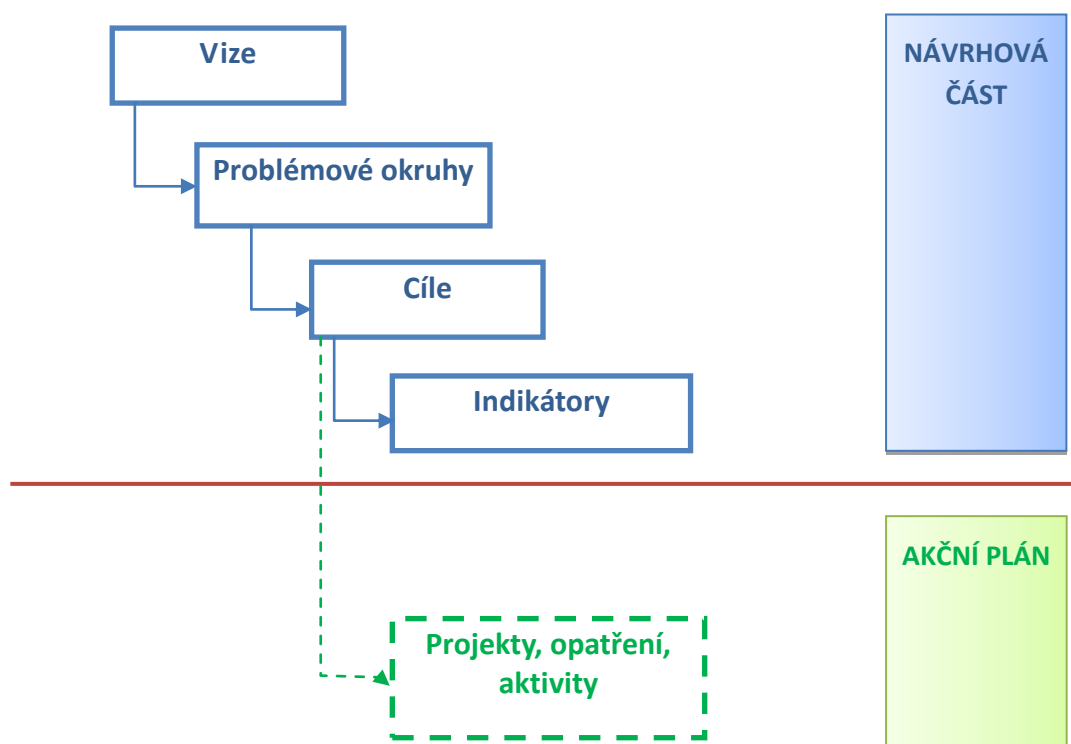 Vize
NÁVRHOVÁ
ČÁST
Problémové okruhy
Cíle
Indikátory
AKČNÍ PLÁN
Projekty, opatření,
aktivity